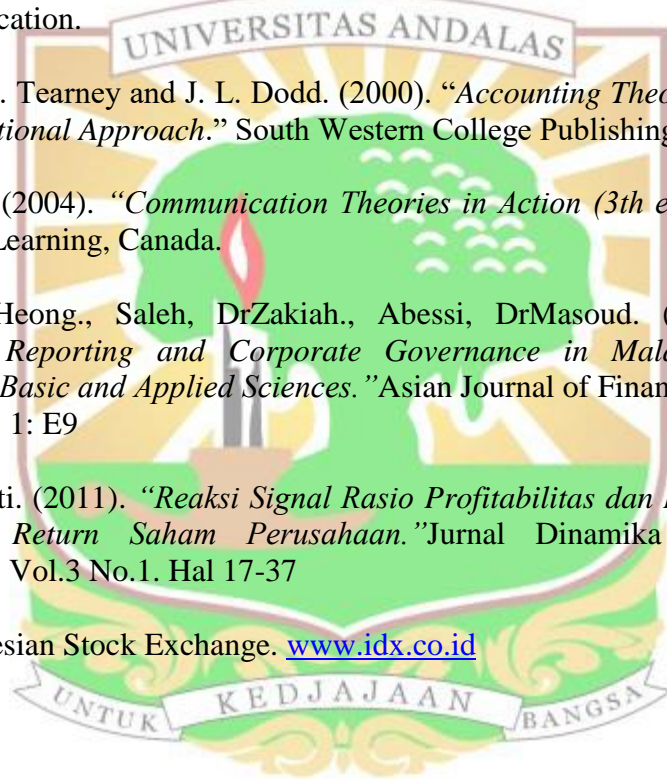 cation.
UNIVERSITAS ANDALAS
. Tearney and J. L. Dodd. (2000). “Accounting Theo
tional Approach.” South Western College Publishing
(2004). “Communication Theories in Action (3th e
Learning, Canada.
Heong., Saleh, DrZakiah., Abessi, DrMasoud. (
Reporting and Corporate Governance in Mala
Basic and Applied Sciences.”Asian Journal of Finan
1: E9
ti. (2011). “Reaksi Signal Rasio Profitabilitas dan
Return Saham Perusahaan.”Jurnal Dinamika
Vol.3 No.1. Hal 17-37
esian Stock Exchange. www.idx.co.id
UNTUK KEDJAJAAN BANGSA